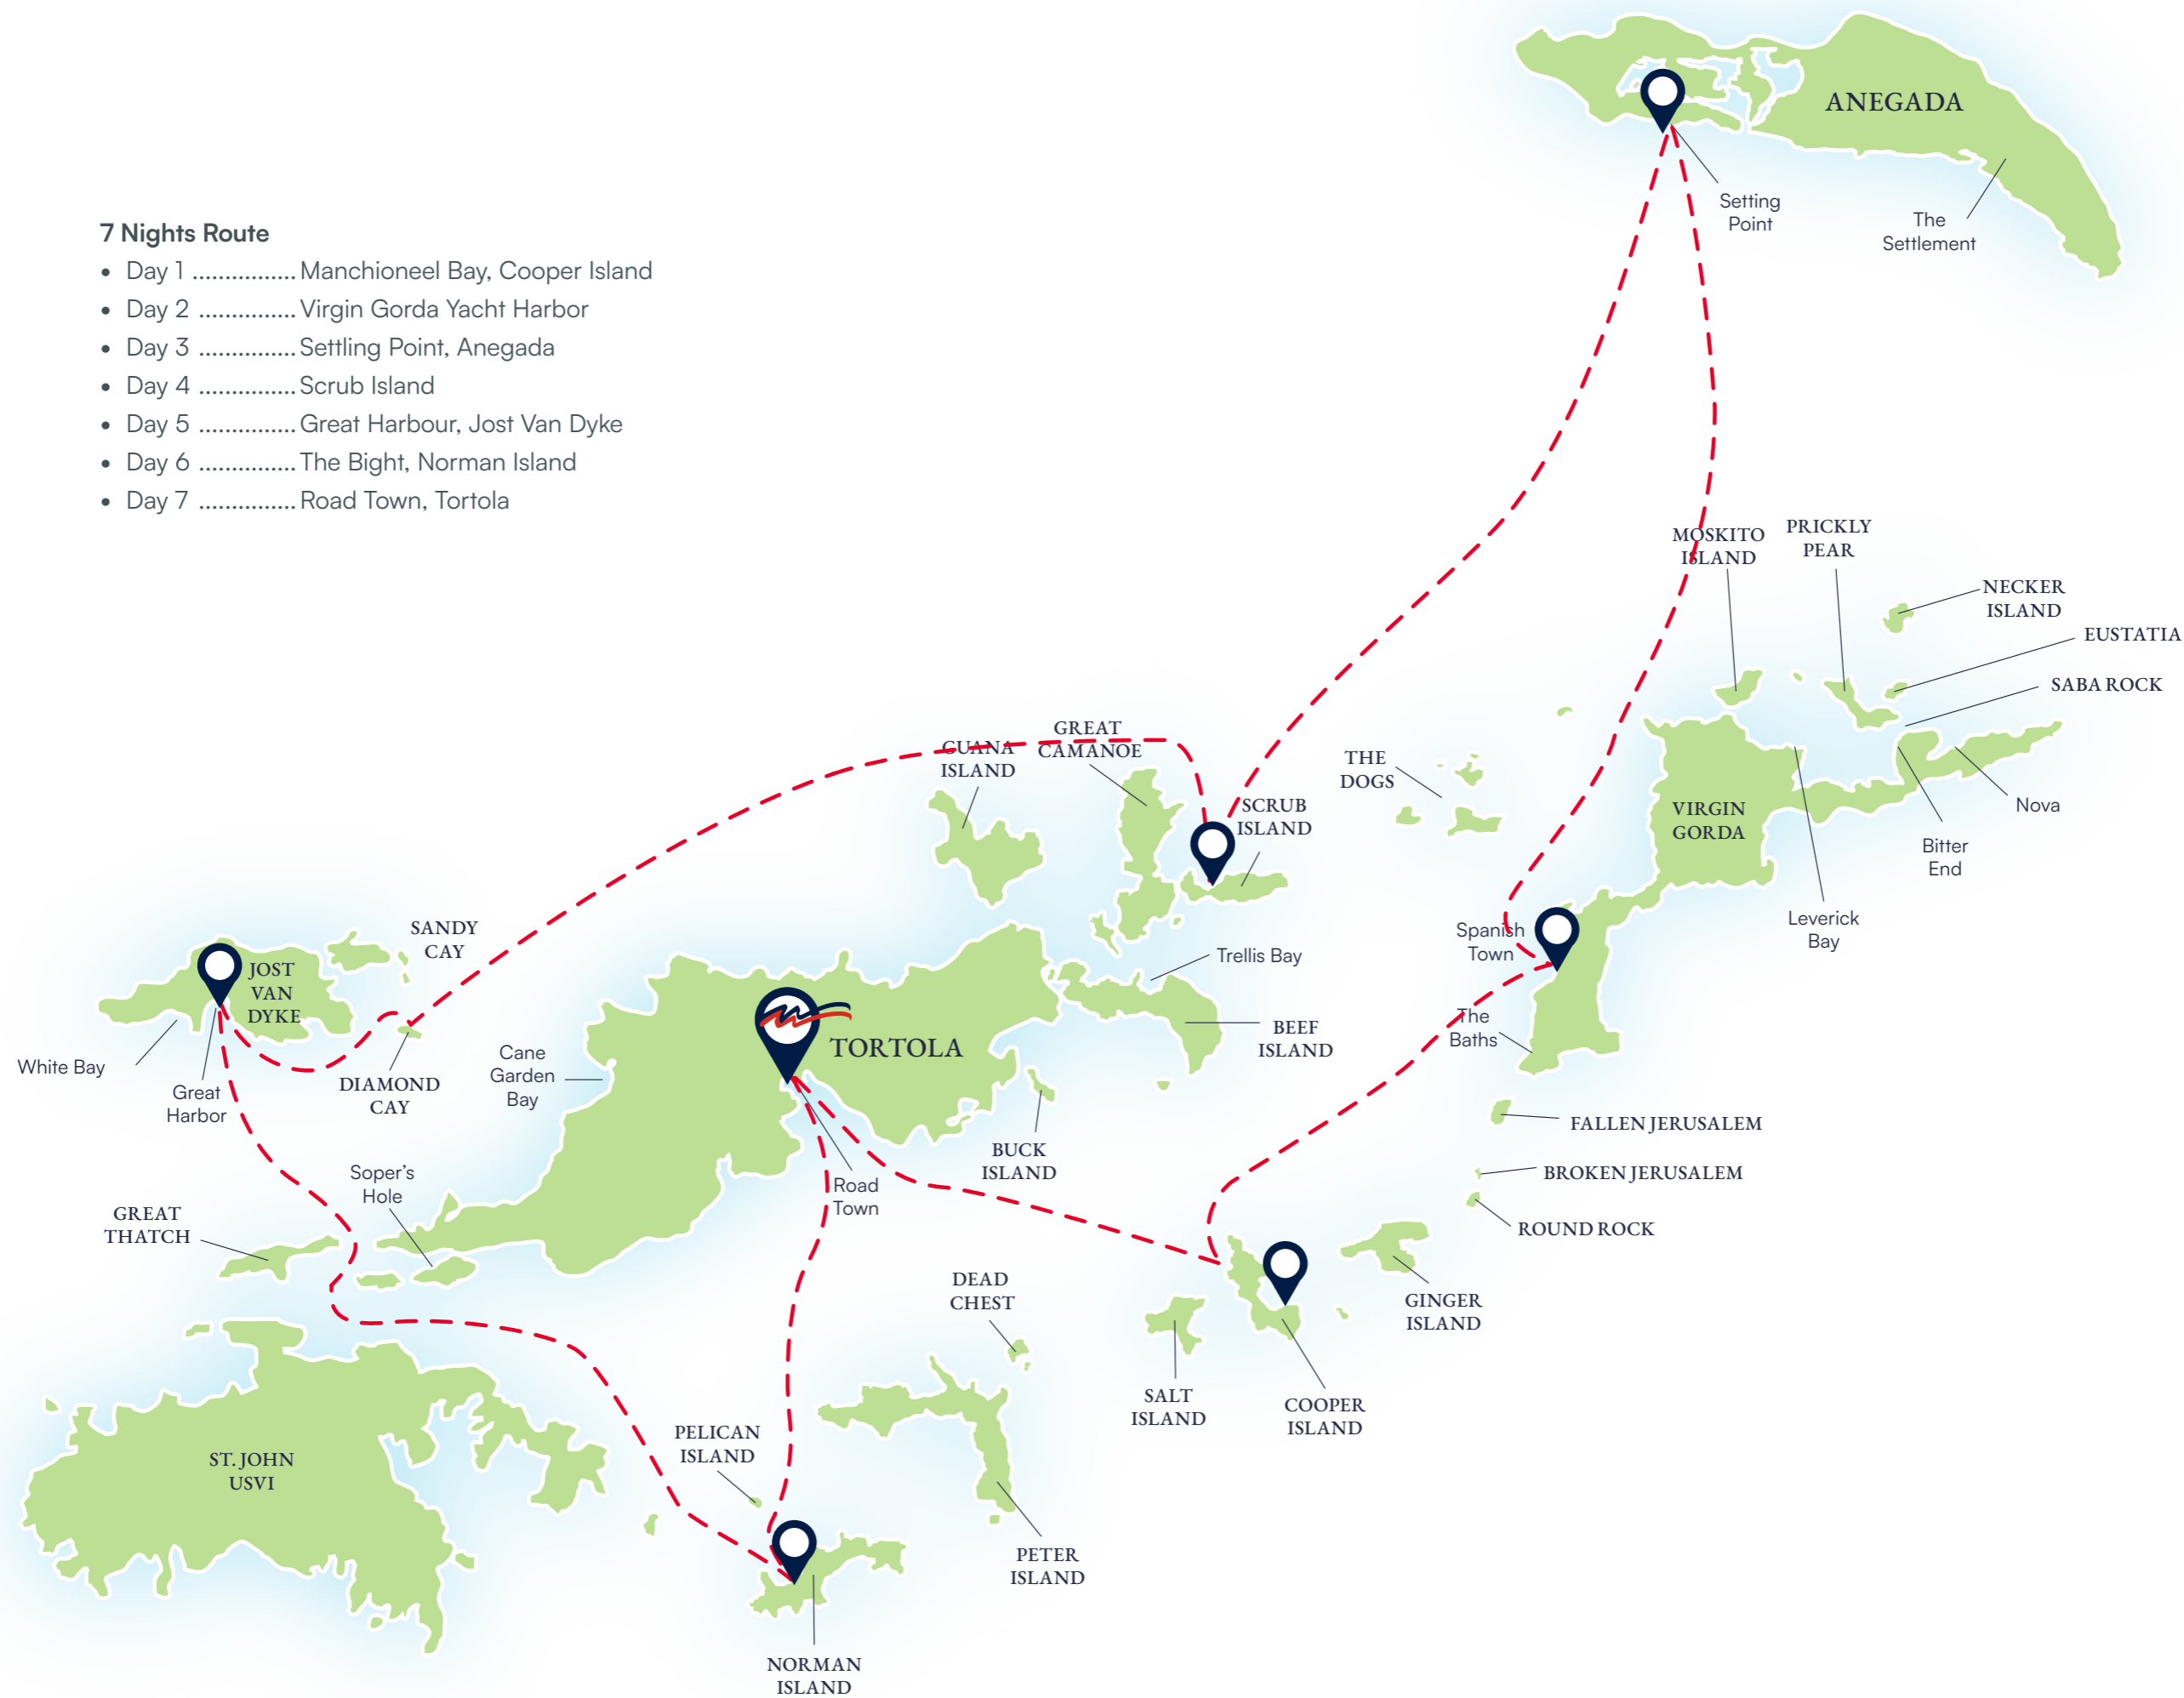 7 Nights Route
• Day 1 ................ Manchioneel Bay, Cooper Island
• Day 2 ............... Virgin Gorda Yacht Harbor
• Day 3 ............... Settling Point, Anegada
• Day 4 ............... Scrub Island
• Day 5 ............... Great Harbour, Jost Van Dyke
• Day 6 ............... The Bight, Norman Island
• Day 7 ............... Road Town, Tortola
ANEGADA
Setting
Point
The
Settlement
MOSKITO
ISLAND
PRICKLY
PEAR
NECKER
ISLAND
EUSTATIA
SABA ROCK
GUANA
ISLAND
GREAT
CAMANOE
SCRUB
ISLAND
THE
DOGS
VIRGIN
GORDA
Nova
Bitter
End
Leverick
Bay
Spanish
Town
The
Baths
SANDY
CAY
JOST
VAN
DYKE
White Bay
Great
Harbor
DIAMOND
CAY
Cane
Garden
Bay
TORTOLA
Trellis Bay
BEEF
ISLAND
BUCK
ISLAND
Road
Town
Soper's
Hole
GREAT
THATCH
FALLEN JERUSALEM
BROKEN JERUSALEM
ROUND ROCK
GINGER
ISLAND
COOPER
ISLAND
SALT
ISLAND
DEAD
CHEST
PELICAN
ISLAND
ST. JOHN
USVI
PETER
ISLAND
NORMAN
ISLAND